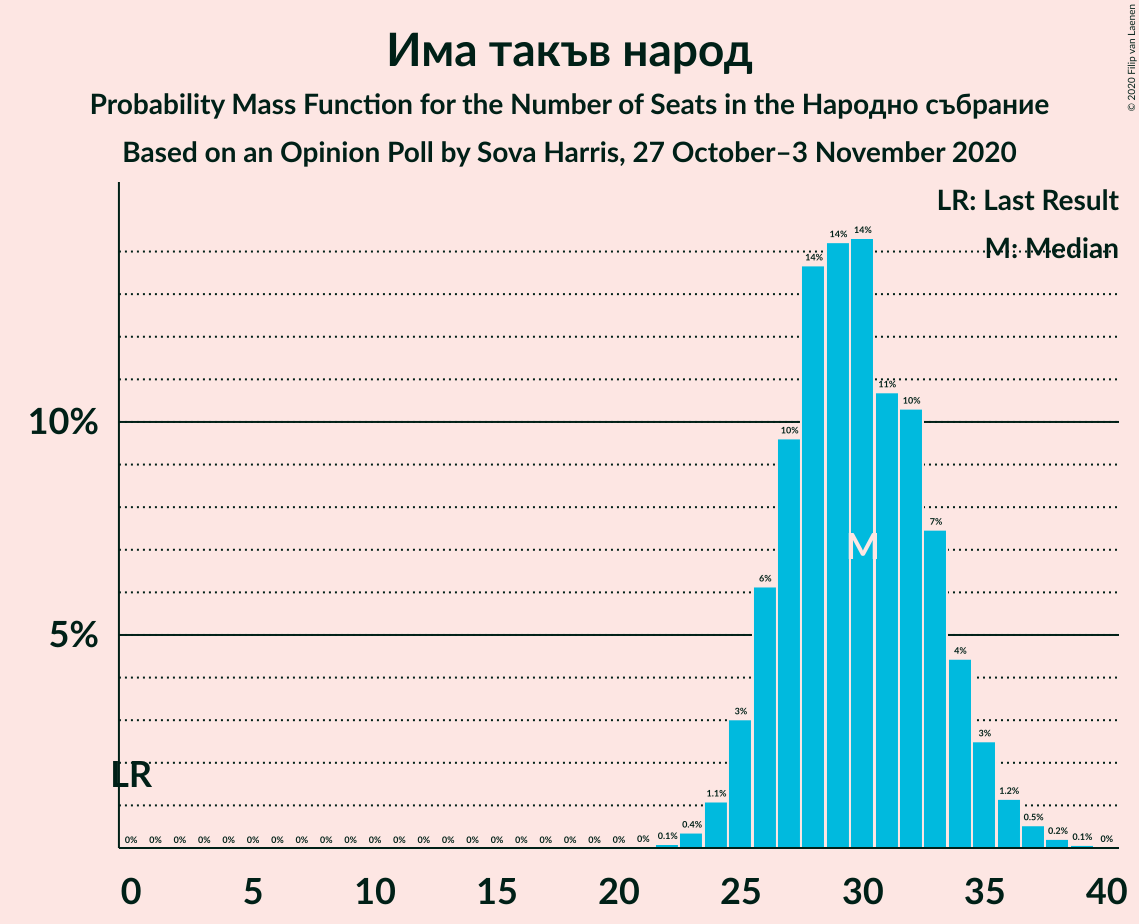 © 2020 Filip van Laenen
Има такъв народ
Probability Mass Function for the Number of Seats in the Народно събрание
Based on an Opinion Poll by Sova Harris, 27 October–3 November 2020
LR: Last Result
M: Median
14% 14% 14%
11% 10%
10%
10%
7%
M
6%
5%
4%
3% 3%
LR
1.1% 1.2%
0% 0% 0% 0% 0% 0% 0% 0% 0% 0% 0% 0% 0% 0% 0% 0% 0% 0% 0% 0% 0% 0% 0.1% 0.4% 0.5% 0.2% 0.1% 0%
0 5 10 15 20 25 30 35 40